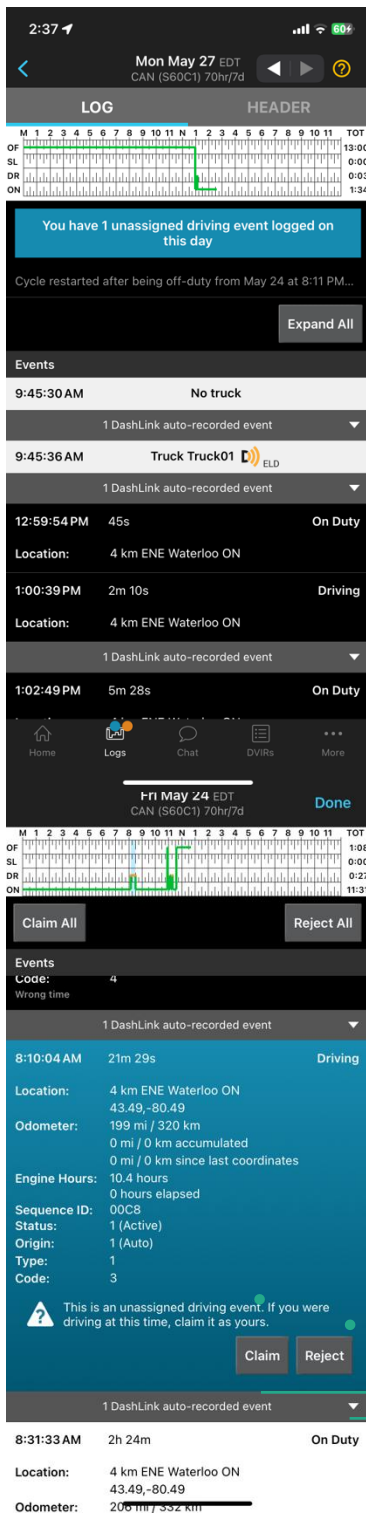 2:37
60
Mon May 27 EDT
CAN (S60C1) 70hr/7d
LOG HEADER
M 1 2 3 4 5 6 7 8 9 10 11 N 1 2 3 4 5 6 7 8 9 10 11 TOT
OF 13:00
SL 0:00
DR 0:03
ON 1:34
You have 1 unassigned driving event logged on
this day
Cycle restarted after being off-duty from May 24 at 8:11 PM...
Expand All
Events
9:45:30 AM No truck
1 DashLink auto-recorded event
9:45:36 AM Truck Truck01 ELD
1 DashLink auto-recorded event
12:59:54 PM 45s On Duty
Location: 4 km ENE Waterloo ON
1:00:39 PM 2m 10s Driving
Location: 4 km ENE Waterloo ON
1 DashLink auto-recorded event
1:02:49 PM 5m 28s On Duty
Home Logs Chat DVIRs More
Fri May 24 EDT
CAN (S60C1) 70hr/7d
Done
M 1 2 3 4 5 6 7 8 9 10 11 N 1 2 3 4 5 6 7 8 9 10 11 TOT
OF 1:08
SL 0:00
DR 0:27
ON 11:3
Claim All Reject All
Events
Code: 4
Wrong time
1 DashLink auto-recorded event
8:10:04 AM 21m 29s Driving
Location: 4 km ENE Waterloo ON
43.49,-80.49
Odometer: 199 mi / 320 km
0 mi / 0 km accumulated
0 mi / 0 km since last coordinates
Engine Hours: 10.4 hours
0 hours elapsed
Sequence ID: 00C8
Status: 1 (Active)
Origin: 1 (Auto)
Type: 1
Code: 3
? This is an unassigned driving event. If you were
driving at this time, claim it as yours.
Claim Reject
1 DashLink auto-recorded event
8:31:33 AM 2h 24m On Duty
Location: 4 km ENE Waterloo ON
43.49,-80.49
Odometer: 206 mi / 332 km